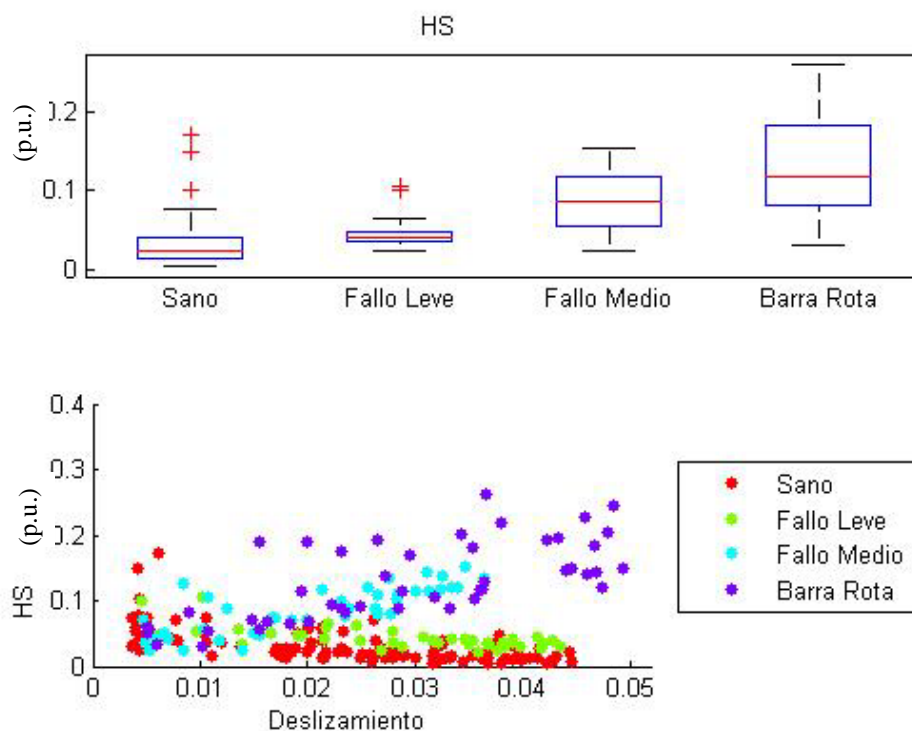 HS
(p.u.)
0.2
0.1
0
Sano Fallo Leve Fallo Medio Barra Rota
0.4
0.3
0.2
0.1
0
HS (p.u.)
0 0.01 0.02 0.03 0.04 0.05
Deslizamiento
Sano
Fallo Leve
Fallo Medio
Barra Rota